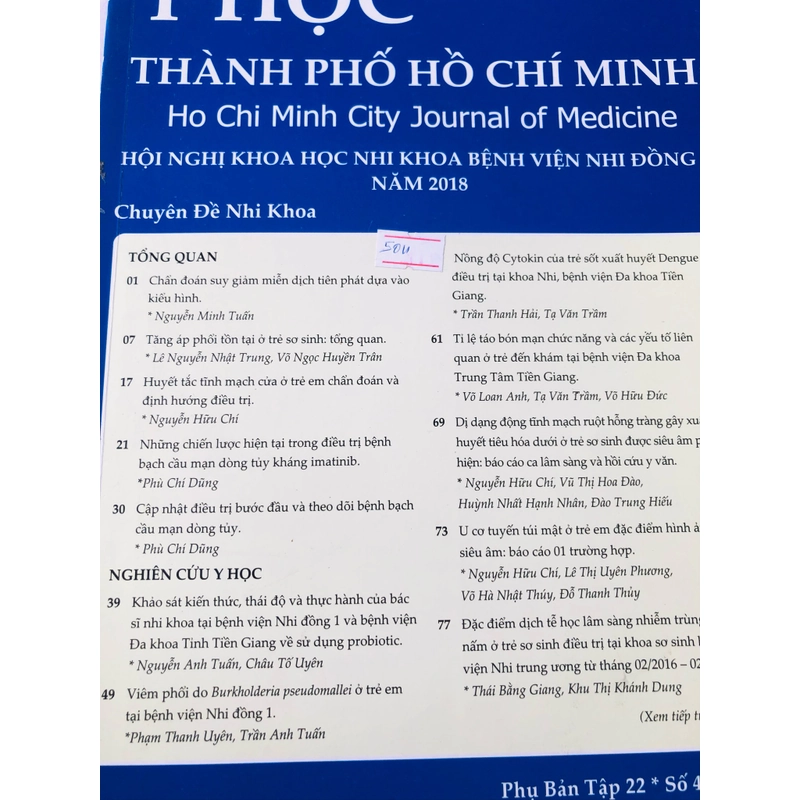 HỌC
THÀNH PHỐ HỒ CHÍ MINH
Ho Chi Minh City Journal of Medicine
HỘI NGHỊ KHOA HỌC NHI KHOA BỆNH VIỆN NHI ĐỒNG
NĂM 2018
Chuyên Đề Nhi Khoa
50u
TỔNG QUAN
01 Chẩn đoán suy giảm miễn dịch tiên phát dựa vào
kiểu hình.
* Nguyễn Minh Tuấn
07 Tăng áp phổi tồn tại ở trẻ sơ sinh: tổng quan.
* Lê Nguyễn Nhật Trung, Võ Ngọc Huyền Trân
17 Huyết tắc tĩnh mạch cửa ở trẻ em chẩn đoán và
định hướng điều trị.
* Nguyễn Hữu Chí
21 Những chiến lược hiện tại trong điều trị bệnh
bạch cầu mạn dòng tủy kháng imatinib.
*Phù Chí Dũng
30 Cập nhật điều trị bước đầu và theo dõi bệnh bạch
cầu mạn dòng tủy.
* Phù Chí Dũng
NGHIÊN CỨU Y HỌC
39 Khảo sát kiến thức, thái độ và thực hành của bác
sĩ nhi khoa tại bệnh viện Nhi đồng 1 và bệnh viện
Đa khoa Tỉnh Tiền Giang về sử dụng probiotic.
* Nguyễn Anh Tuấn, Châu Tố Uyên
49 Viêm phổi do Burkholderia pseudomallei ở trẻ em
tại bệnh viện Nhi đồng 1.
*Phạm Thanh Uyên, Trần Anh Tuấn
Nồng độ Cytokin của trẻ sốt xuất huyết Dengue
điều trị tại khoa Nhi, bệnh viện Đa khoa Tiền
Giang.
* Trần Thanh Hải, Tạ Văn Trầm
61 Tỉ lệ táo bón mạn chức năng và các yếu tố liên
quan ở trẻ đến khám tại bệnh viện Đa khoa
Trung Tâm Tiền Giang.
* Võ Loan Anh, Tạ Văn Trầm, Võ Hữu Đức
69 Dị dạng động tĩnh mạch ruột hỗng tràng gây xuấ
huyết tiêu hóa dưới ở trẻ sơ sinh được siêu âm p
hiện: báo cáo ca lâm sàng và hồi cứu y văn.
* Nguyễn Hữu Chí, Vũ Thị Hoa Đào,
Huỳnh Nhất Hạnh Nhân, Đào Trung Hiếu
73 U cơ tuyến túi mật ở trẻ em đặc điểm hình ả
siêu âm: báo cáo 01 trường hợp.
* Nguyễn Hữu Chí, Lê Thị Uyên Phương,
Võ Hà Nhật Thúy, Đỗ Thanh Thủy
77 Đặc điểm dịch tễ học lâm sàng nhiễm trùng
nấm ở trẻ sơ sinh điều trị tại khoa sơ sinh
viện Nhi trung ương từ tháng 02/2016 – 02
* Thái Bằng Giang, Khu Thị Khánh Dung
(Xem tiếp tr
Phụ Bản Tập 22 * Số 4